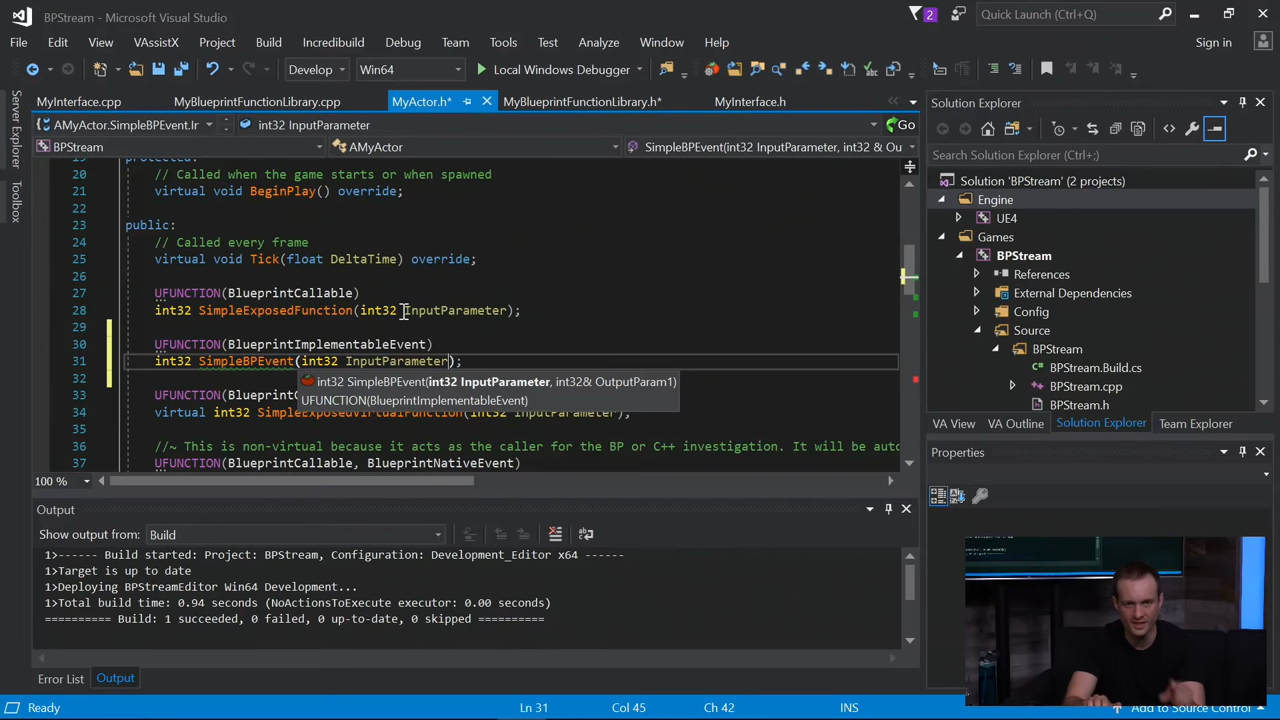 BPStream - Microsoft Visual Studio
2
Quick Launch (Ctrl+Q)
File Edit View VAssistX Project Build Incredibuild Debug Team Tools Test Analyze Window Help
Sign in
Develop Win64 Local Windows Debugger
Server Explorer
Toolbox
MyInterface.cpp MyBlueprintFunctionLibrary.cpp MyActor.h* MyBlueprintFunctionLibrary.h* MyInterface.h
AMyActor.SimpleBPEvent.Ir int32 InputParameter Go
BPStream AMyActor SimpleBPEvent(int32 InputParameter, int32 & Ou
19 protected:
20 // Called when the game starts or when spawned
21 virtual void BeginPlay() override;
22
23 public:
24 // Called every frame
25 virtual void Tick(float DeltaTime) override;
26
27 UFUNCTION(BlueprintCallable)
28 int32 SimpleExposedFunction(int32 InputParameter);
29
30 UFUNCTION(BlueprintImplementableEvent)
31 int32 SimpleBPEvent(int32 InputParameter);
32
int32 SimpleBPEvent(int32 InputParameter, int32& OutputParam1)
UFUNCTION(BlueprintImplementableEvent)
33 UFUNCTION(Blueprint
34 virtual int32 SimpleExposedVirtualFunction(int32 InputParameter);
35
36 //~ This is non-virtual because it acts as the caller for the BP or C++ investigation. It will be auto
37 UFUNCTION(BlueprintCallable, BlueprintNativeEvent)
100 %
Output
Show output from: Build
1>------ Build started: Project: BPStream, Configuration: Development_Editor x64 ------
1>Target is up to date
1>Deploying BPStreamEditor Win64 Development...
1>Total build time: 0.94 seconds (NoActionsToExecute executor: 0.00 seconds)
========== Build: 1 succeeded, 0 failed, 0 up-to-date, 0 skipped ==========
Error List Output
Solution Explorer
Search Solution Explorer (Ctrl+;)
Solution 'BPStream' (2 projects)
Engine
UE4
Games
BPStream
References
External Dependencies
Config
Source
BPStream
BPStream.Build.cs
BPStream.cpp
BPStream.h
VA View VA Outline Solution Explorer Team Explorer
Properties
Ready Ln 31 Col 45 Ch 42 INS Add to Source Control